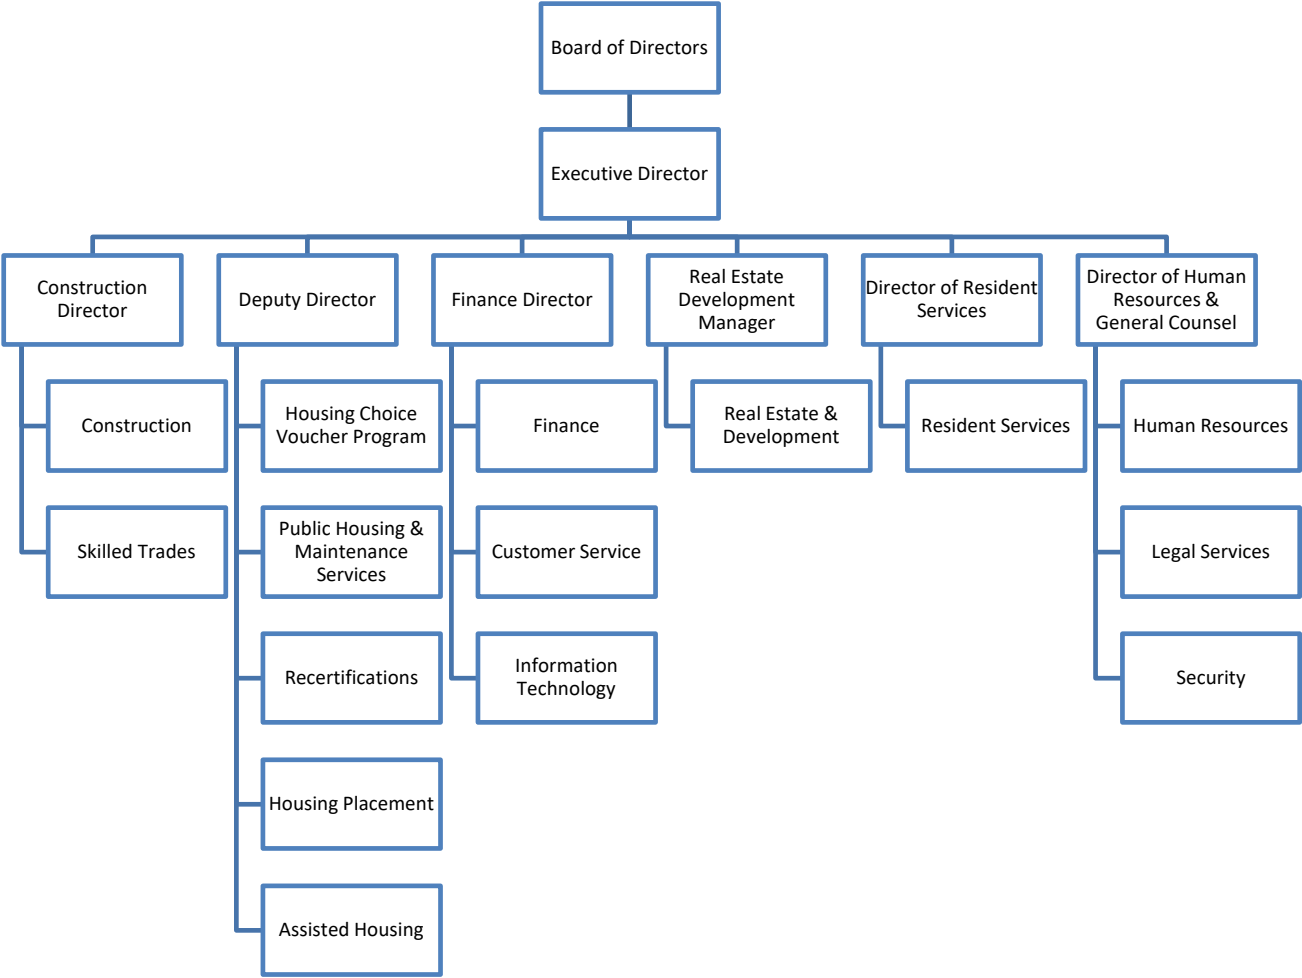 Board of Directors
Executive Director
Construction
Director
Deputy Director
Finance Director
Real Estate
Development
Manager
Director of Resident
Services
Director of Human
Resources &
General Counsel
Construction
Skilled Trades
Housing Choice
Voucher Program
Public Housing &
Maintenance
Services
Recertifications
Housing Placement
Assisted Housing
Finance
Customer Service
Information
Technology
Real Estate &
Development
Resident Services
Human Resources
Legal Services
Security